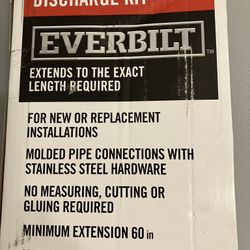 DISCHARGE KIT
EVERBILT™
EXTENDS TO THE EXACT
LENGTH REQUIRED
FOR NEW OR REPLACEMENT
INSTALLATIONS
MOLDED PIPE CONNECTIONS WITH
STAINLESS STEEL HARDWARE
NO MEASURING, CUTTING OR
GLUING REQUIRED
MINIMUM EXTENSION 60 in